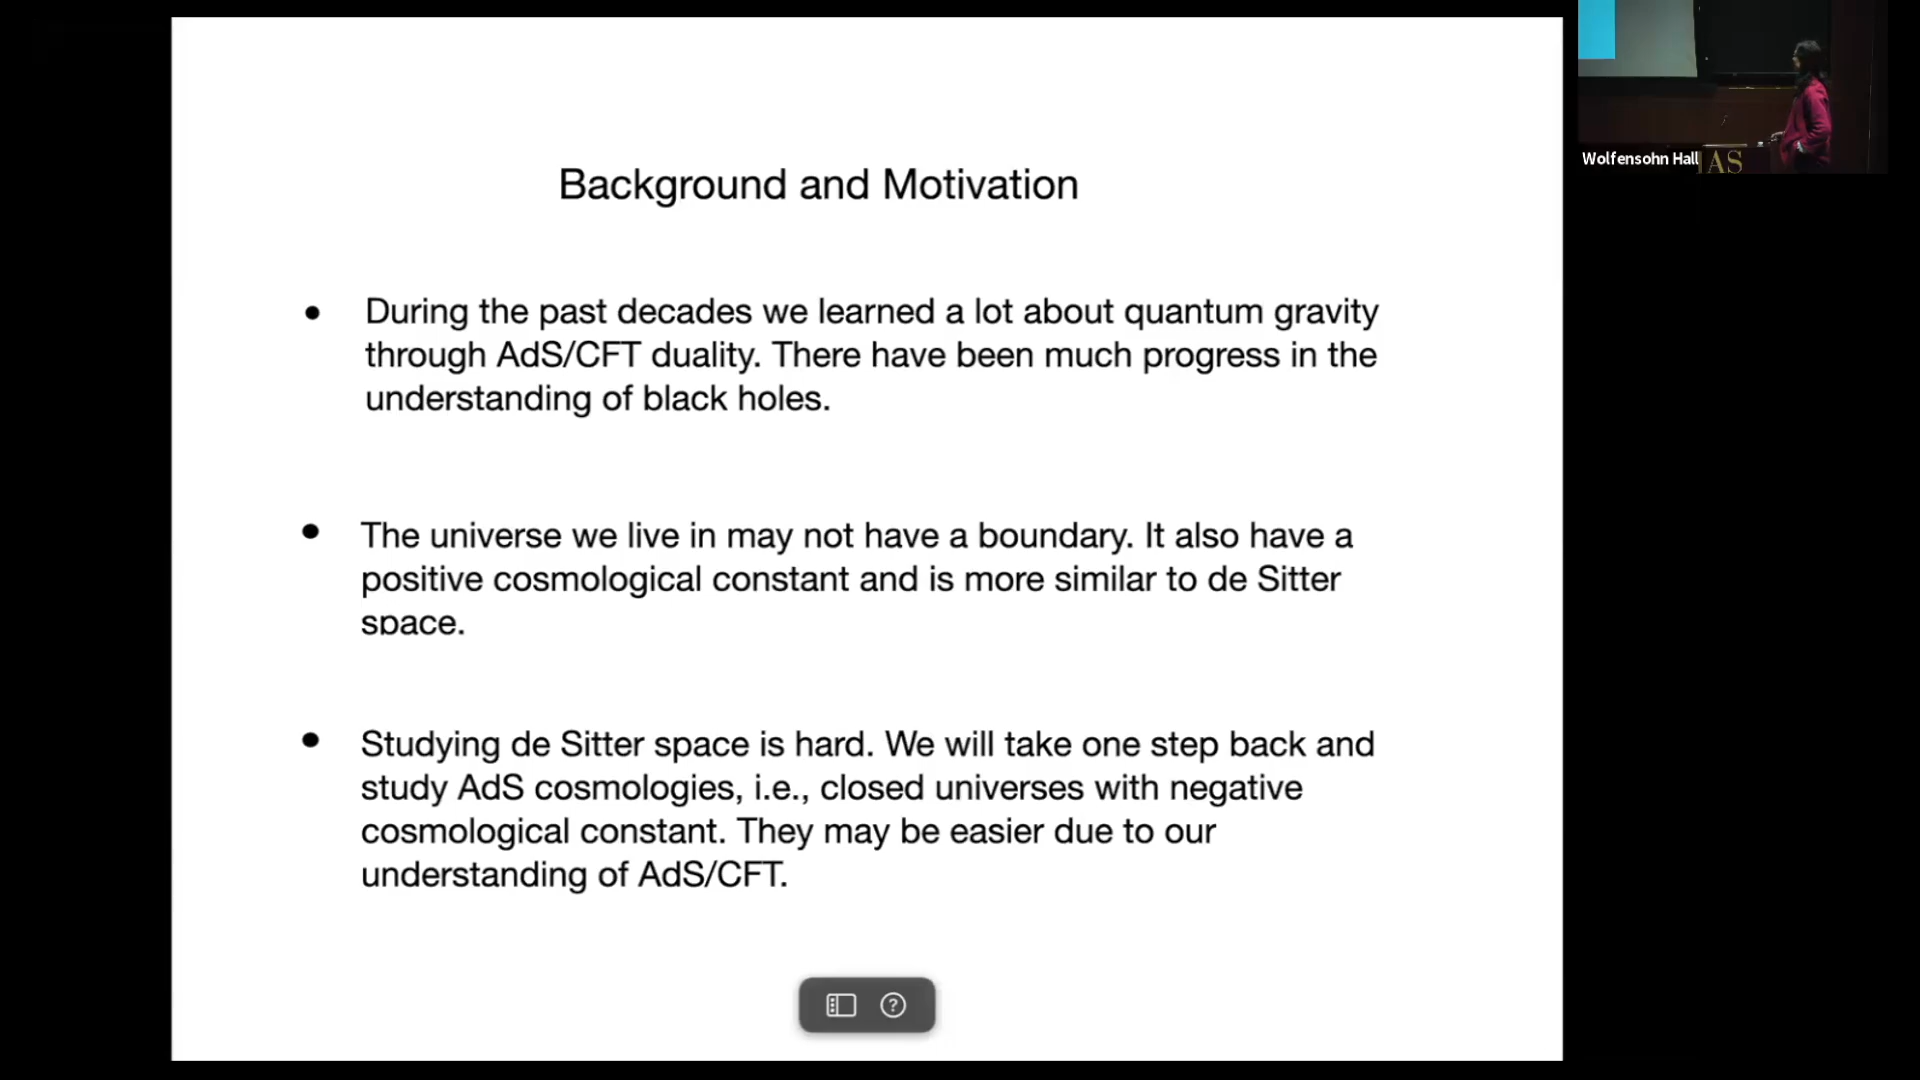 Background and Motivation
During the past decades we learned a lot about quantum gravity
through AdS/CFT duality. There have been much progress in the
understanding of black holes.
The universe we live in may not have a boundary. It also have a
positive cosmological constant and is more similar to de Sitter
space.
Studying de Sitter space is hard. We will take one step back and
study AdS cosmologies, i.e., closed universes with negative
cosmological constant. They may be easier due to our
understanding of AdS/CFT.
?
Wolfensohn Hall
IAS